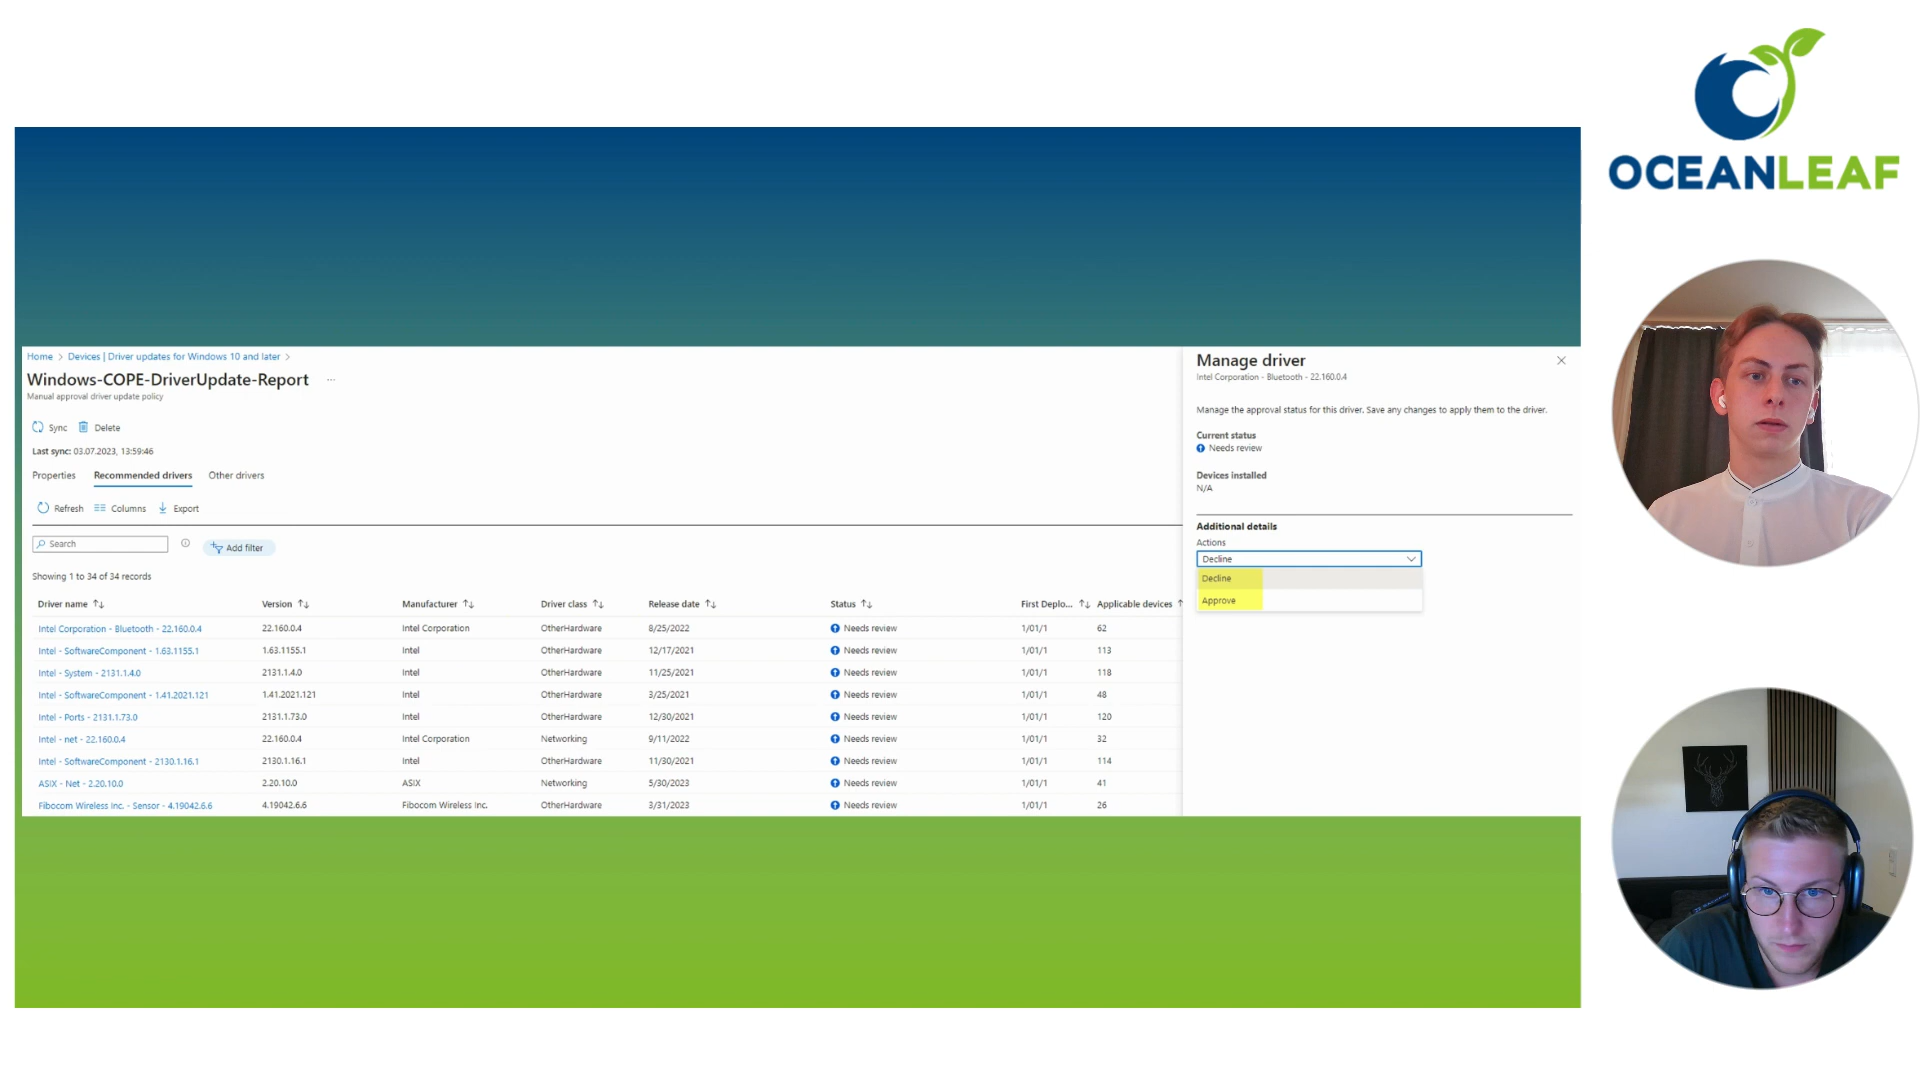 OCEANLEAF
Home > Devices | Driver updates for Windows 10 and later >
Windows-COPE-DriverUpdate-Report ...
Manual approval driver update policy
Sync Delete
Last sync: 03.07.2023, 13:59:46
Properties Recommended drivers Other drivers
Refresh Columns Export
Search Add filter
Showing 1 to 34 of 34 records
Driver name Version Manufacturer Driver class Release date Status First Deplo... Applicable devices
Intel Corporation - Bluetooth - 22.160.0.4 22.160.0.4 Intel Corporation OtherHardware 8/25/2022 Needs review 1/01/1 62
Intel - SoftwareComponent - 1.63.1155.1 1.63.1155.1 Intel OtherHardware 12/17/2021 Needs review 1/01/1 113
Intel - System - 2131.1.4.0 2131.1.4.0 Intel OtherHardware 11/25/2021 Needs review 1/01/1 118
Intel - SoftwareComponent - 1.41.2021.121 1.41.2021.121 Intel OtherHardware 3/25/2021 Needs review 1/01/1 48
Intel - Ports - 2131.1.73.0 2131.1.73.0 Intel OtherHardware 12/30/2021 Needs review 1/01/1 120
Intel - net - 22.160.0.4 22.160.0.4 Intel Corporation Networking 9/11/2022 Needs review 1/01/1 32
Intel - SoftwareComponent - 2130.1.16.1 2130.1.16.1 Intel OtherHardware 11/30/2021 Needs review 1/01/1 114
ASIX - Net - 2.20.10.0 2.20.10.0 ASIX Networking 5/30/2023 Needs review 1/01/1 41
Fibocom Wireless Inc. - Sensor - 4.19042.6.6 4.19042.6.6 Fibocom Wireless Inc. OtherHardware 3/31/2023 Needs review 1/01/1 26
Manage driver
Intel Corporation - Bluetooth - 22.160.0.4
Manage the approval status for this driver. Save any changes to apply them to the driver.
Current status
Needs review
Devices installed
N/A
Additional details
Actions
Decline
Decline
Approve